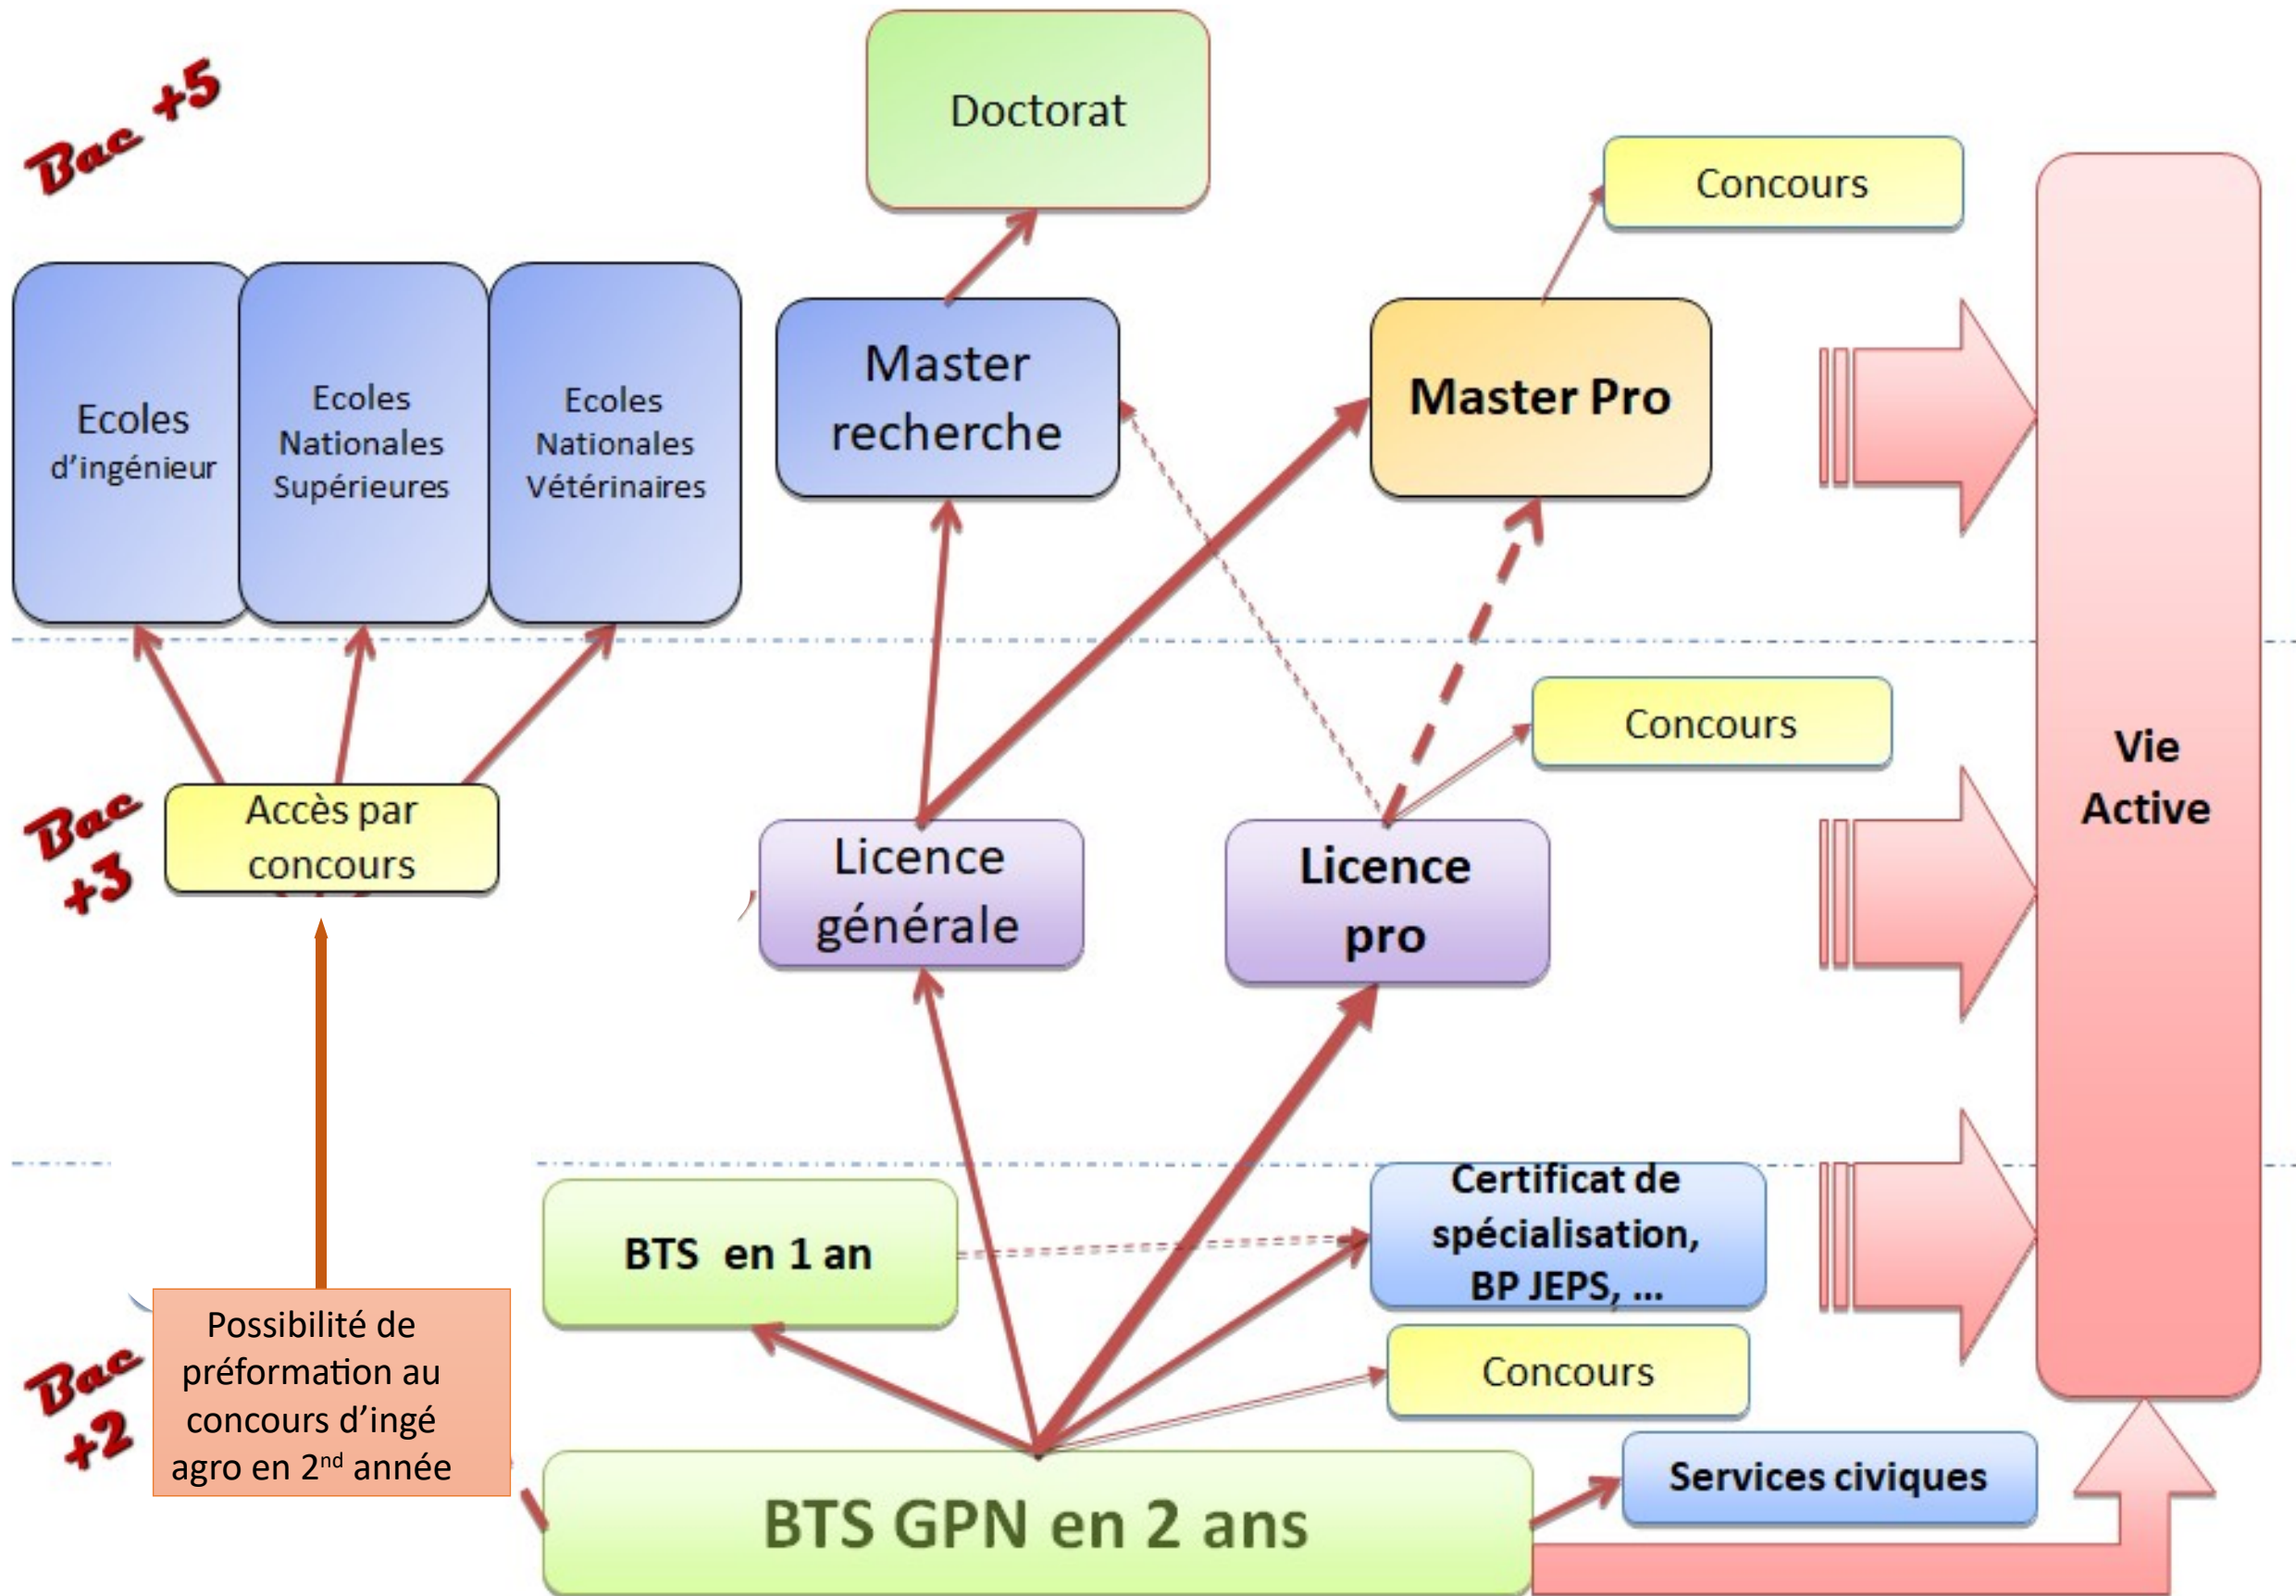 Bac +5
Doctorat
Concours
Ecoles
d'ingénieur
Ecoles
Nationales
Supérieures
Ecoles
Nationales
Vétérinaires
Master
recherche
Master Pro
Concours
Vie
Active
Bac
+3
Accès par
concours
Licence
générale
Licence
pro
BTS en 1 an
Certificat de
spécialisation,
BP JEPS, ...
Concours
Bac
+2
Possibilité de
préformation au
concours d'ingé
agro en 2nd année
Services civiques
BTS GPN en 2 ans